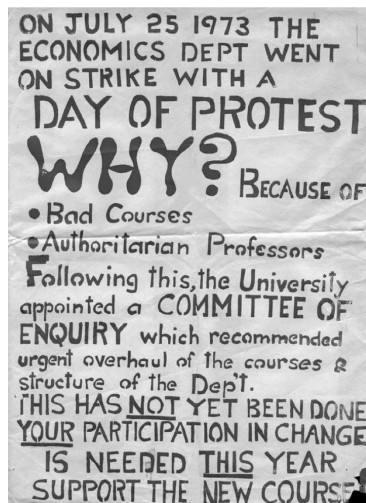 ON JULY 25 1973 THE
ECONOMICS DEPT WENT
ON STRIKE WITH A
DAY OF PROTEST
WHY? BECAUSE OF
• Bad Courses
• Authoritarian Professors
Following this, the University
appointed a COMMITTEE OF
ENQUIRY which recommended
urgent overhaul of the courses &
structure of the Dep't.
THIS HAS NOT YET BEEN DONE
YOUR PARTICIPATION IN CHANGE
IS NEEDED THIS YEAR
SUPPORT THE NEW COURSE